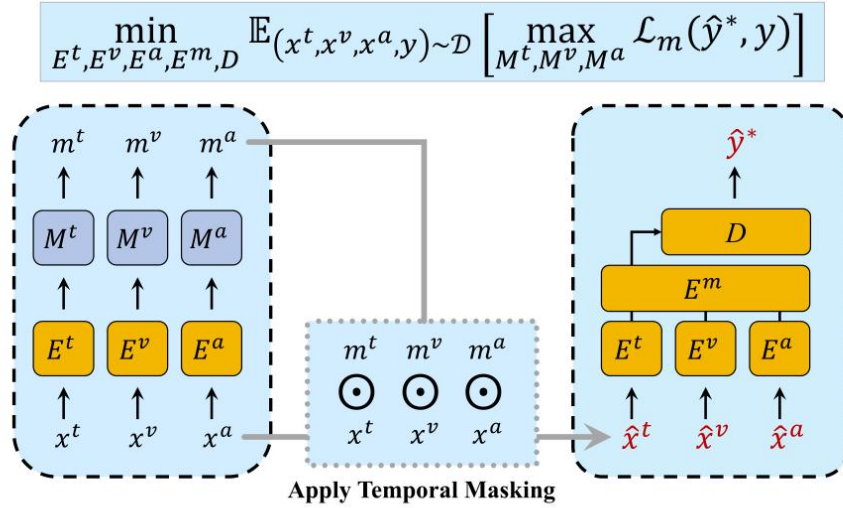 min E^t,E^v,E^a,E^m,D 𝔼(x^t,x^v,x^a,y)~𝒟 [ max M^t,M^v,M^a ℒ_m(ŷ*, y) ]
m^t m^v m^a
M^t M^v M^a
E^t E^v E^a
x^t x^v x^a
m^t m^v m^a
⊙ ⊙ ⊙
x^t x^v x^a
Apply Temporal Masking
ŷ*
D
E^m
E^t E^v E^a
x̂^t x̂^v x̂^a